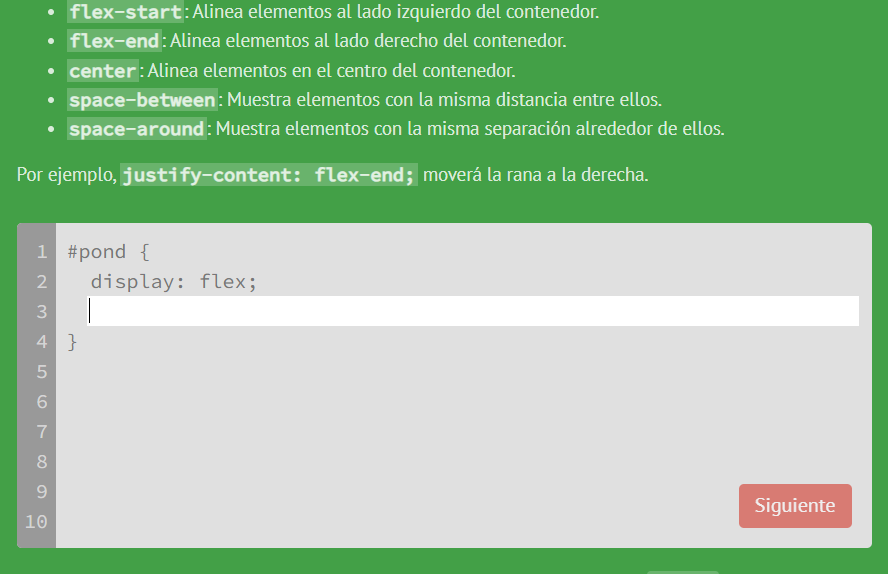 flex-start: Alinea elementos al lado izquierdo del contenedor.
flex-end: Alinea elementos al lado derecho del contenedor.
center: Alinea elementos en el centro del contenedor.
space-between: Muestra elementos con la misma distancia entre ellos.
space-around: Muestra elementos con la misma separación alrededor de ellos.
Por ejemplo, justify-content: flex-end; moverá la rana a la derecha.
1 #pond {
2 display: flex;
3
4 }
5
6
7
8
9
10
Siguiente